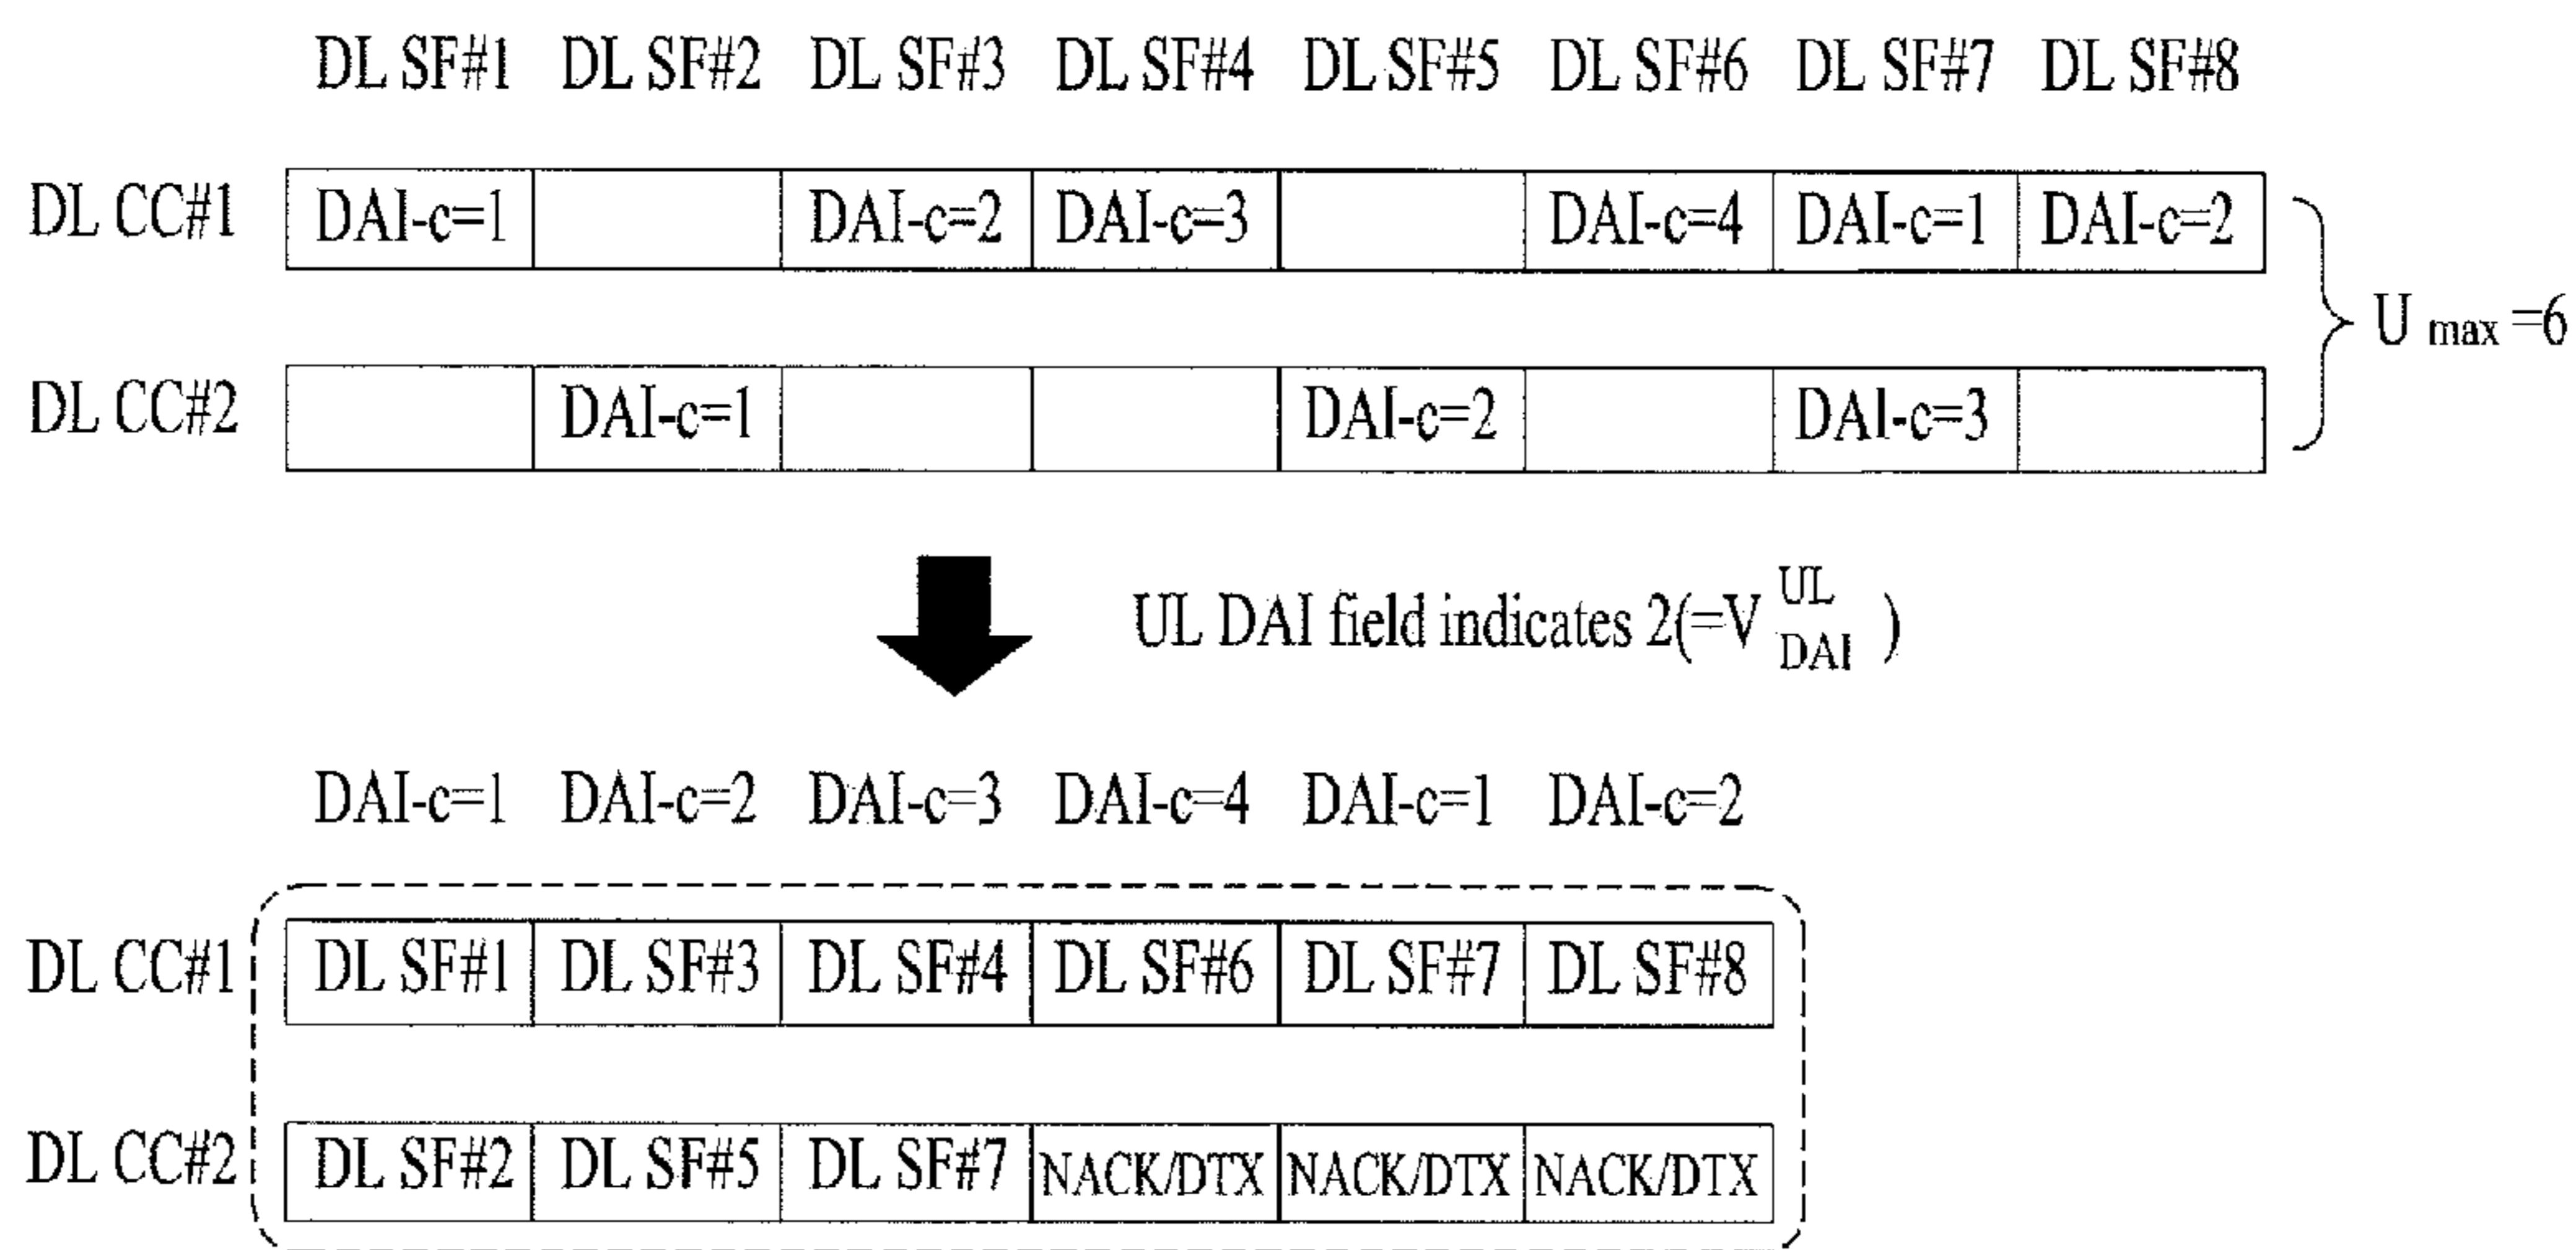 DL SF#1 DL SF#2 DL SF#3 DL SF#4 DL SF#5 DL SF#6 DL SF#7 DL SF#8
DL CC#1 DAI-c=1 DAI-c=2 DAI-c=3 DAI-c=4 DAI-c=1 DAI-c=2
U max =6
DL CC#2 DAI-c=1 DAI-c=2 DAI-c=3
UL DAI field indicates 2(=V UL DAI )
DAI-c=1 DAI-c=2 DAI-c=3 DAI-c=4 DAI-c=1 DAI-c=2
DL CC#1 DL SF#1 DL SF#3 DL SF#4 DL SF#6 DL SF#7 DL SF#8
DL CC#2 DL SF#2 DL SF#5 DL SF#7 NACK/DTX NACK/DTX NACK/DTX